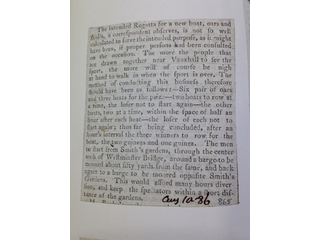 The intended Regatta for a new boat, oars and
sculls, a correspondent observes, is not so well
calculated to serve the intended purpose, as it might
have been, if proper persons had been consulted
on the occasion. The more the people that
are drawn together near Vauxhall to see the
sport, the more will of course be nigh
at hand to walk in when the sport is over. The
method of conducting this business therefore
should have been as follows:—Six pair of oars
and three heats for the prize—two boats to row at
a time, the loser not to start again—the other
boats, two at a time, within the space of half an
hour after each heat—the loser of each not to
start again; thus far being concluded, after an
hour's interval the three winners to row for the
boat, the two guineas and one guinea. The men
to start from Smith's gardens, through the center
arch of Westminster Bridge, around a barge to be
moored about fifty yards from the same, and back
again to a barge to be moored opposite Smith's
Gardens. This would afford many hours diver-
sion, and keep the spectators within a short dis-
tance of the gardens.
Aug 10 - 86
865